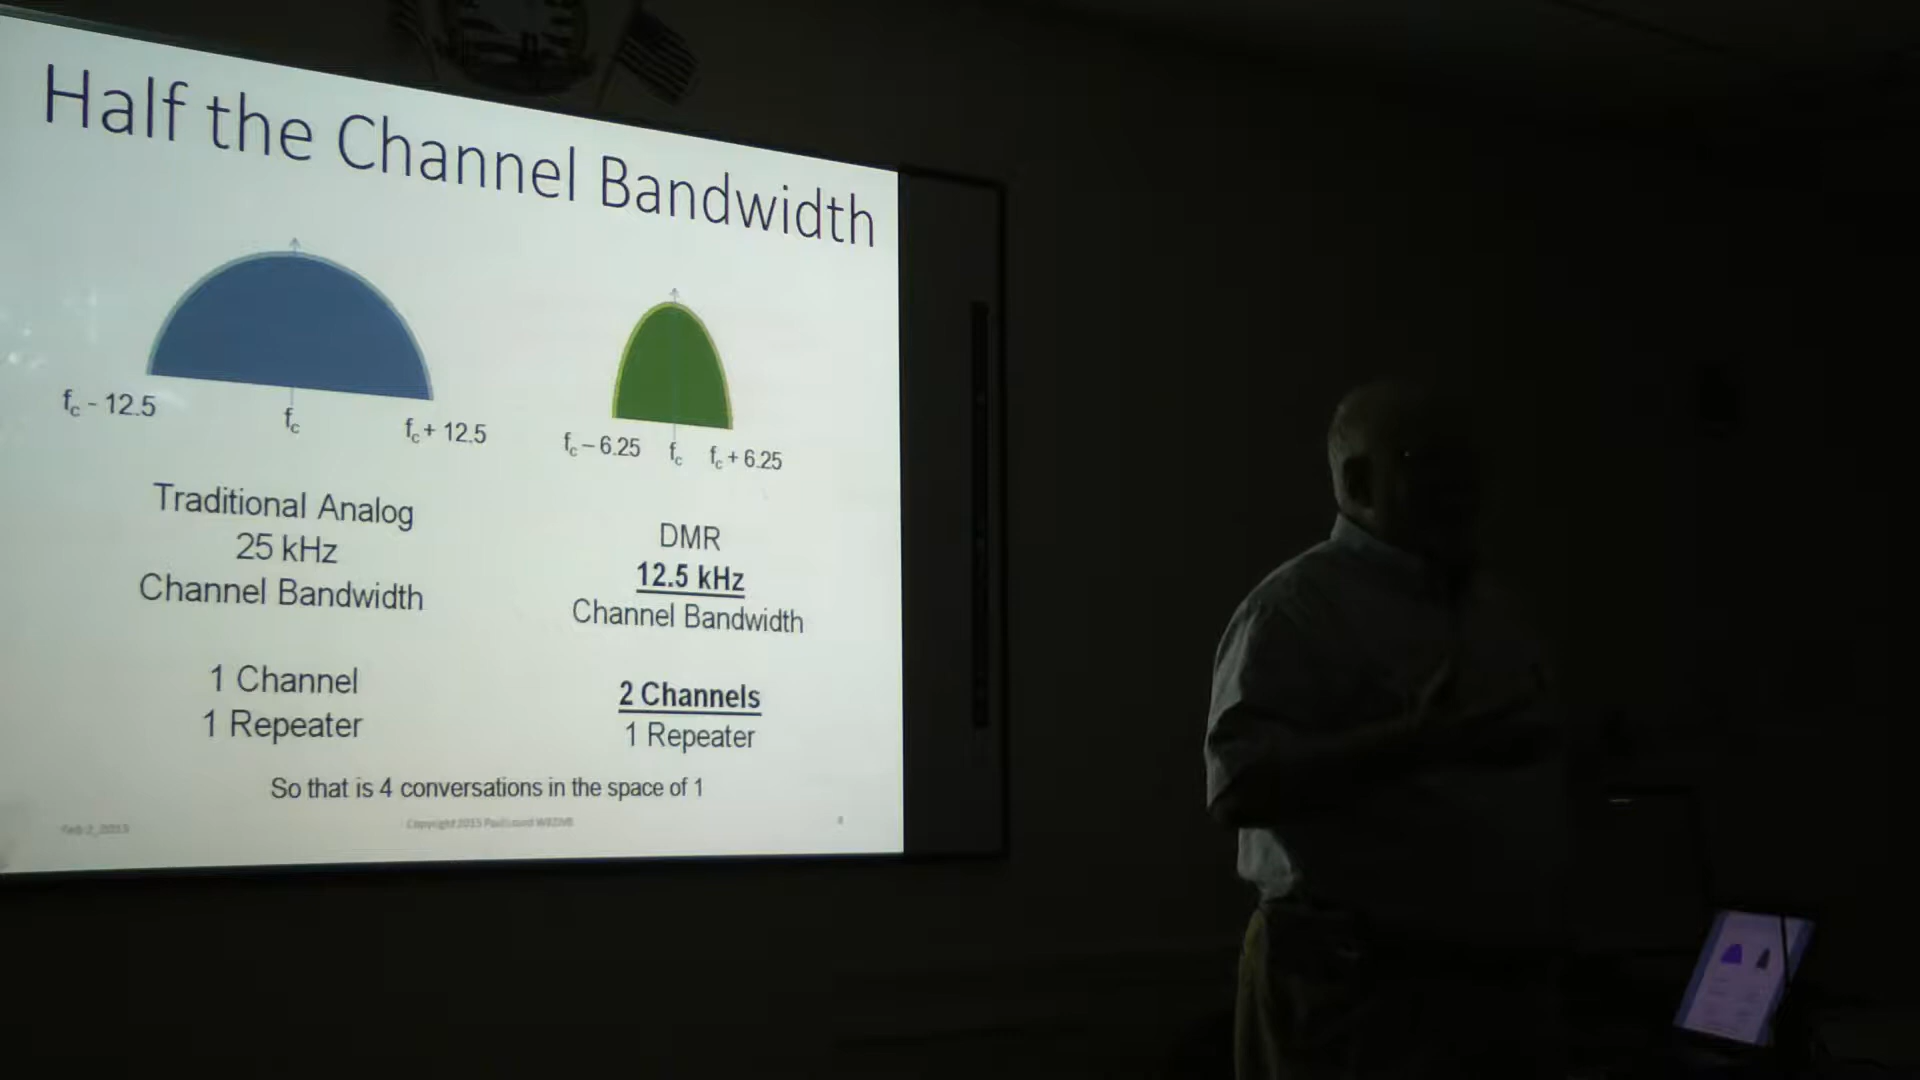 Half the Channel Bandwidth
fc - 12.5
fc
fc + 12.5
fc – 6.25
fc
fc + 6.25
Traditional Analog
25 kHz
Channel Bandwidth
1 Channel
1 Repeater
DMR
12.5 kHz
Channel Bandwidth
2 Channels
1 Repeater
So that is 4 conversations in the space of 1
Copyright 2015